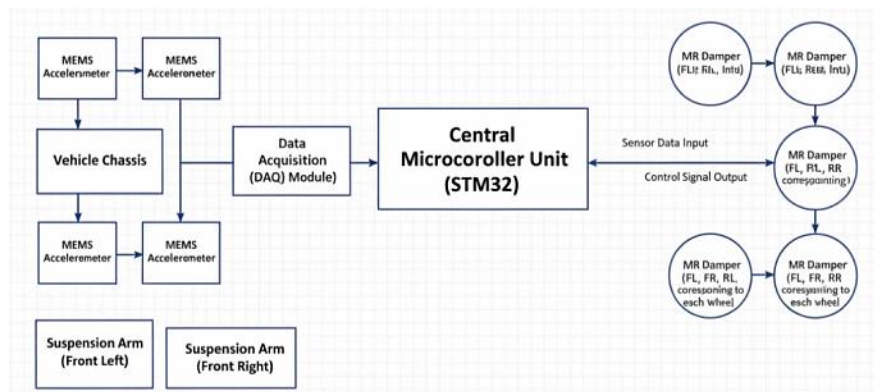 MEMS
Accelerometer
MEMS
Accelerometer
Vehicle Chassis
MEMS
Accelerometer
MEMS
Accelerometer
Data
Acquisition
(DAQ) Module)
Central
Microcoroller Unit
(STM32)
Sensor Data Input
Control Signal Output
MR Damper
MR Damper
MR Damper
(FL, RL, RR
MR Damper
(FL, FR, RL
coresponing to
each wheel
MR Damper
(FL, FR, RR
to
each wheel
Suspension Arm
(Front Left)
Suspension Arm
(Front Right)